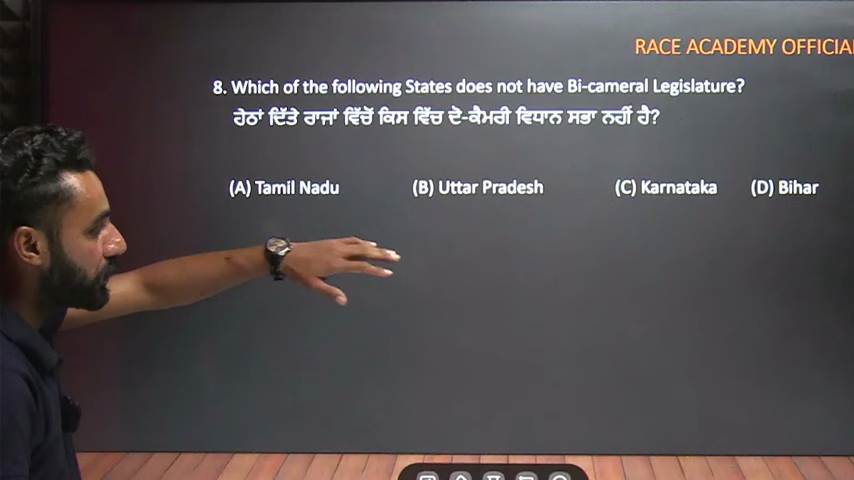 RACE ACADEMY OFFICIAL
8. Which of the following States does not have Bi-cameral Legislature?
ਹੇਠਾਂ ਦਿੱਤੇ ਰਾਜਾਂ ਵਿੱਚੋਂ ਕਿਸ ਵਿੱਚ ਦੋ-ਕੈਮਰੀ ਵਿਧਾਨ ਸਭਾ ਨਹੀਂ ਹੈ?
(A) Tamil Nadu (B) Uttar Pradesh (C) Karnataka (D) Bihar